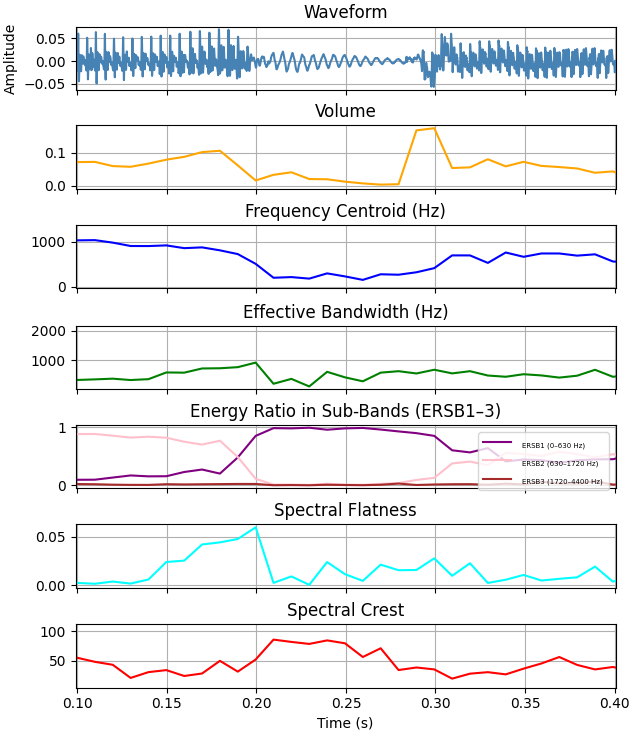 Waveform
Amplitude
0.05
0.00
−0.05
Volume
0.1
0.0
Frequency Centroid (Hz)
1000
0
Effective Bandwidth (Hz)
2000
1000
Energy Ratio in Sub-Bands (ERSB1–3)
1
0
ERSB1 (0–630 Hz)
ERSB2 (630–1720 Hz)
ERSB3 (1720–4400 Hz)
Spectral Flatness
0.05
0.00
Spectral Crest
100
50
0.10 0.15 0.20 0.25 0.30 0.35 0.40
Time (s)